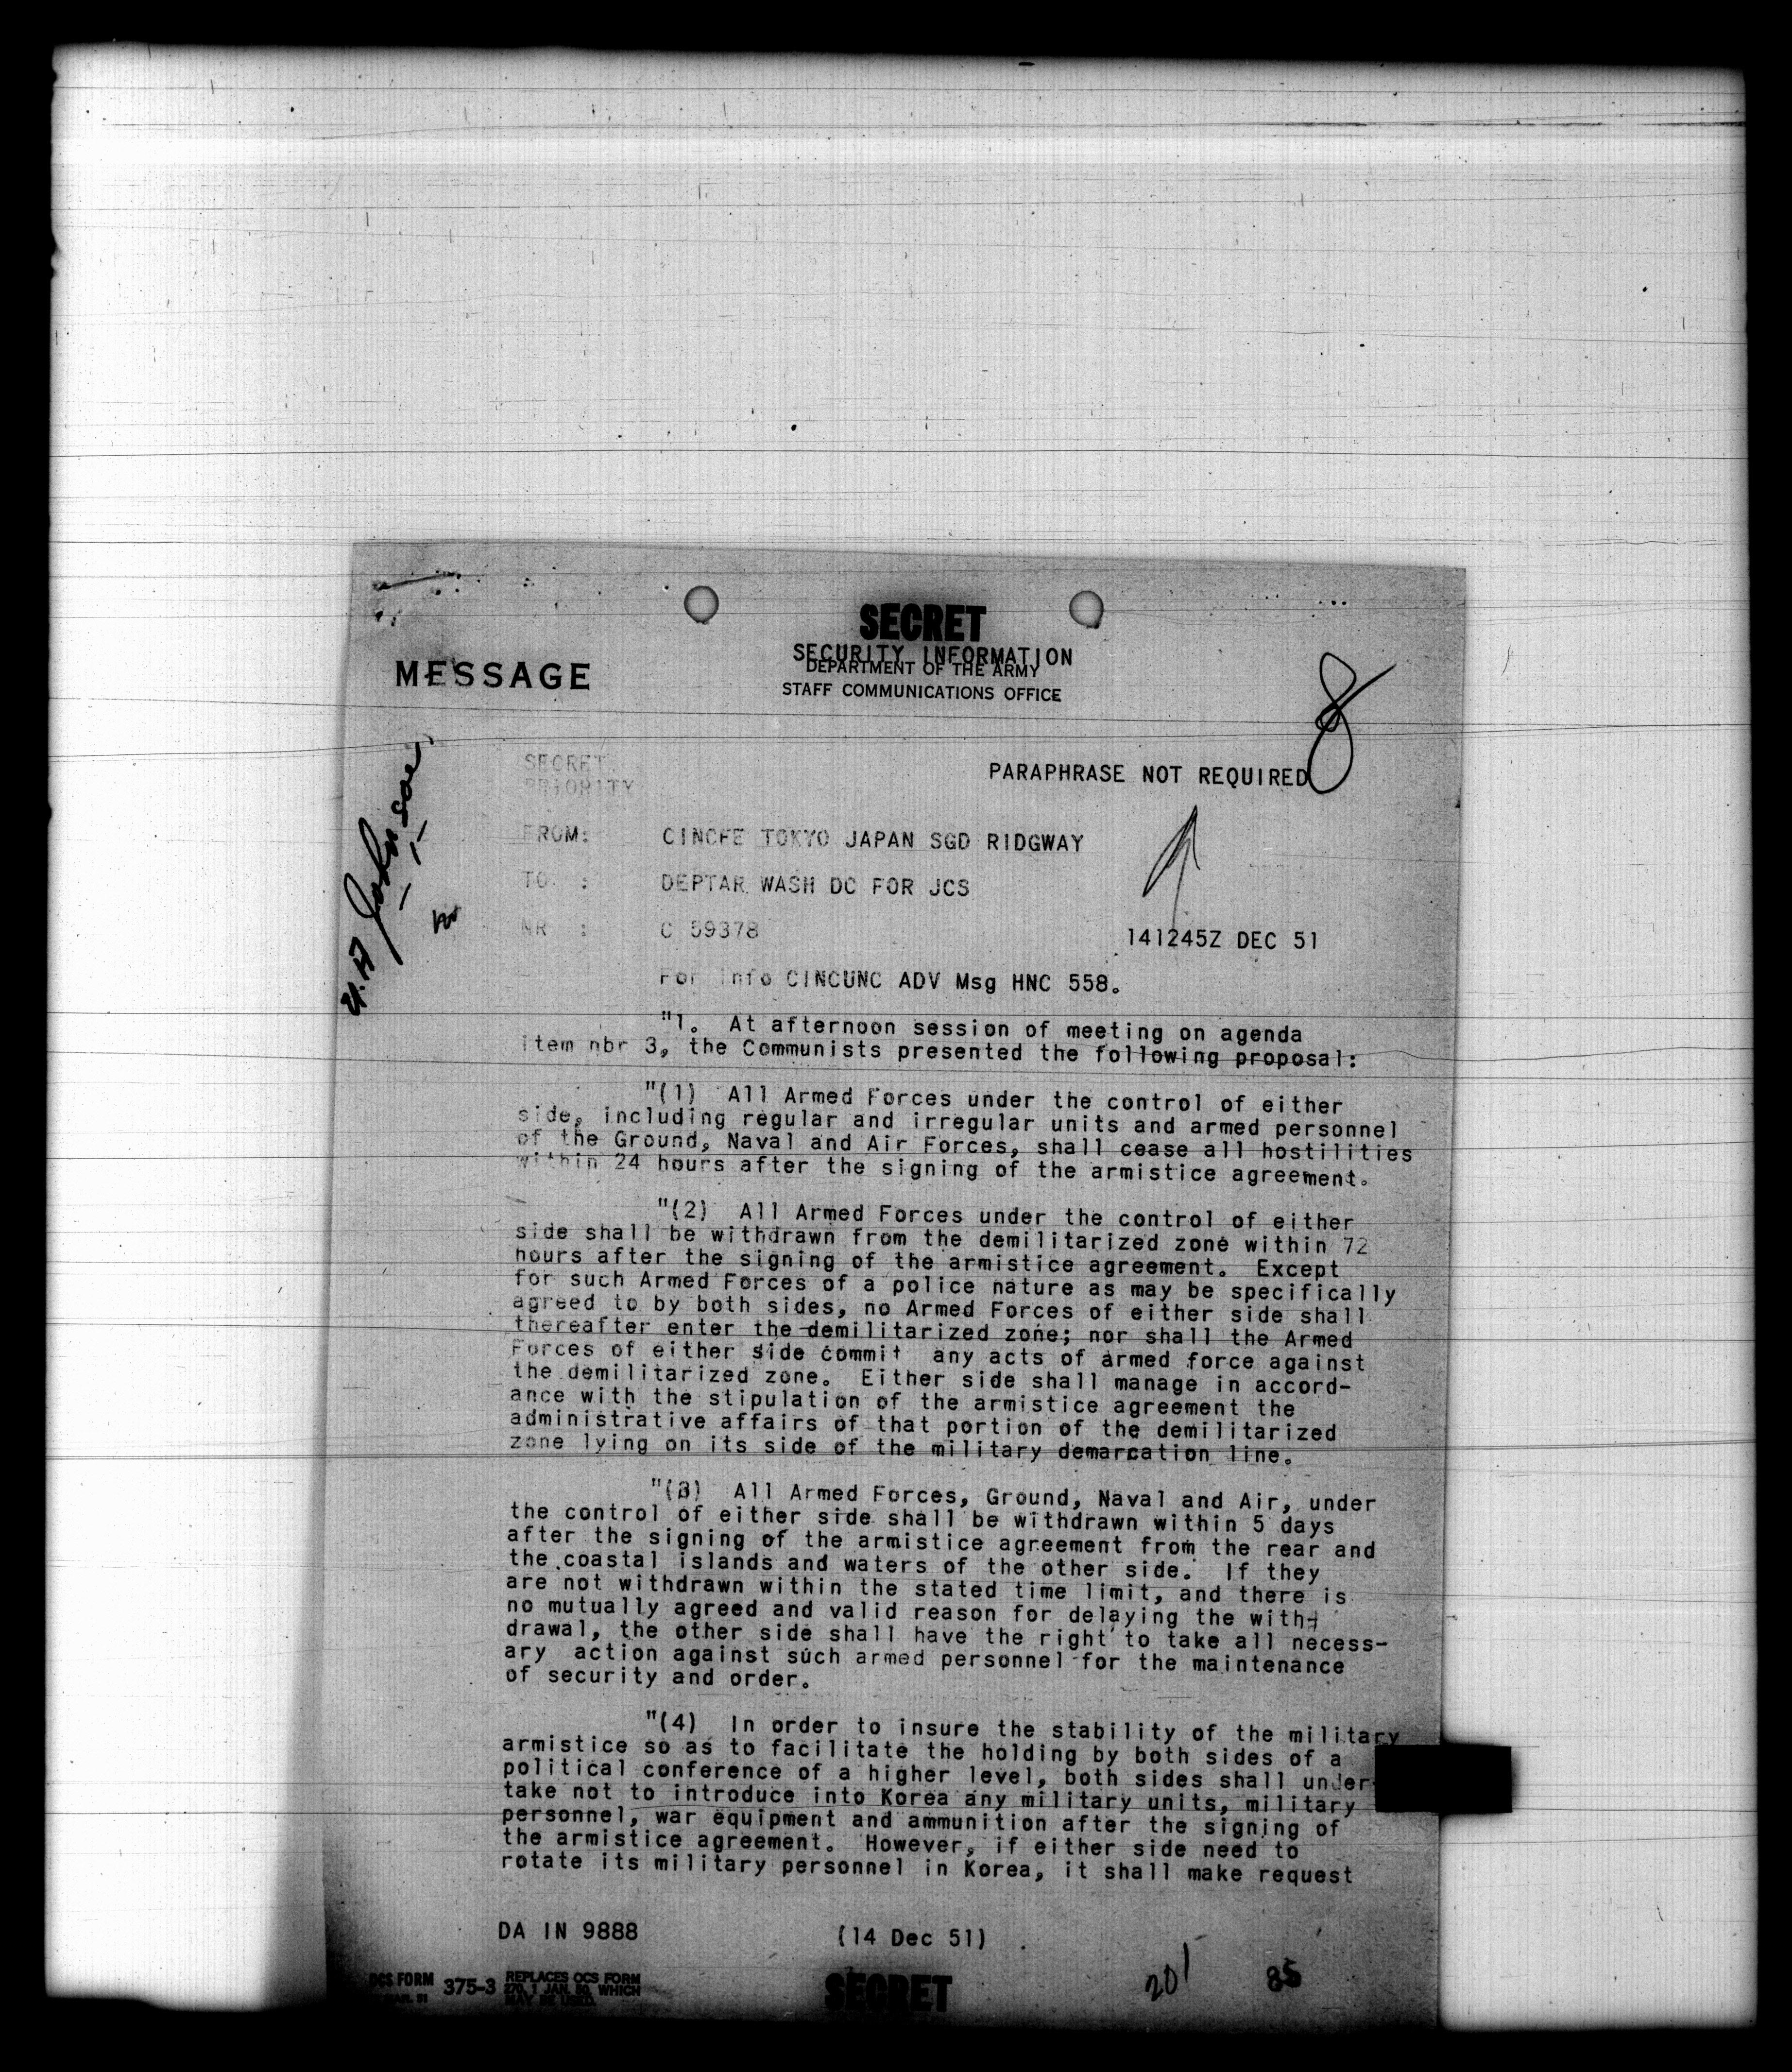 SECRET
SECURITY INFORMATION
DEPARTMENT OF THE ARMY
STAFF COMMUNICATIONS OFFICE
MESSAGE
8
SECRET
PRIORITY
PARAPHRASE NOT REQUIRED
FROM: CINCFE TOKYO JAPAN SGD RIDGWAY
TO : DEPTAR WASH DC FOR JCS
NR : C 59378
141245Z DEC 51
For info CINCUNC ADV Msg HNC 558.
"1. At afternoon session of meeting on agenda
item nbr 3, the Communists presented the following proposal:
"(1) All Armed Forces under the control of either
side, including regular and irregular units and armed personnel
of the Ground, Naval and Air Forces, shall cease all hostilities
within 24 hours after the signing of the armistice agreement.
"(2) All Armed Forces under the control of either
side shall be withdrawn from the demilitarized zone within 72
hours after the signing of the armistice agreement. Except
for such Armed Forces of a police nature as may be specifically
agreed to by both sides, no Armed Forces of either side shall
thereafter enter the demilitarized zone; nor shall the Armed
Forces of either side commit any acts of armed force against
the demilitarized zone. Either side shall manage in accord-
ance with the stipulation of the armistice agreement the
administrative affairs of that portion of the demilitarized
zone lying on its side of the military demarcation line.
"(3) All Armed Forces, Ground, Naval and Air, under
the control of either side shall be withdrawn within 5 days
after the signing of the armistice agreement from the rear and
the coastal islands and waters of the other side. If they
are not withdrawn within the stated time limit, and there is
no mutually agreed and valid reason for delaying the with-
drawal, the other side shall have the right to take all necess-
ary action against such armed personnel for the maintenance
of security and order.
"(4) In order to insure the stability of the military
armistice so as to facilitate the holding by both sides of a
political conference of a higher level, both sides shall under-
take not to introduce into Korea any military units, military
personnel, war equipment and ammunition after the signing of
the armistice agreement. However, if either side need to
rotate its military personnel in Korea, it shall make request
DA IN 9888 (14 Dec 51)
OCS FORM 375-3 REPLACES OCS FORM
270, 1 JAN. 50, WHICH
MAY BE USED.
SECRET
201 85